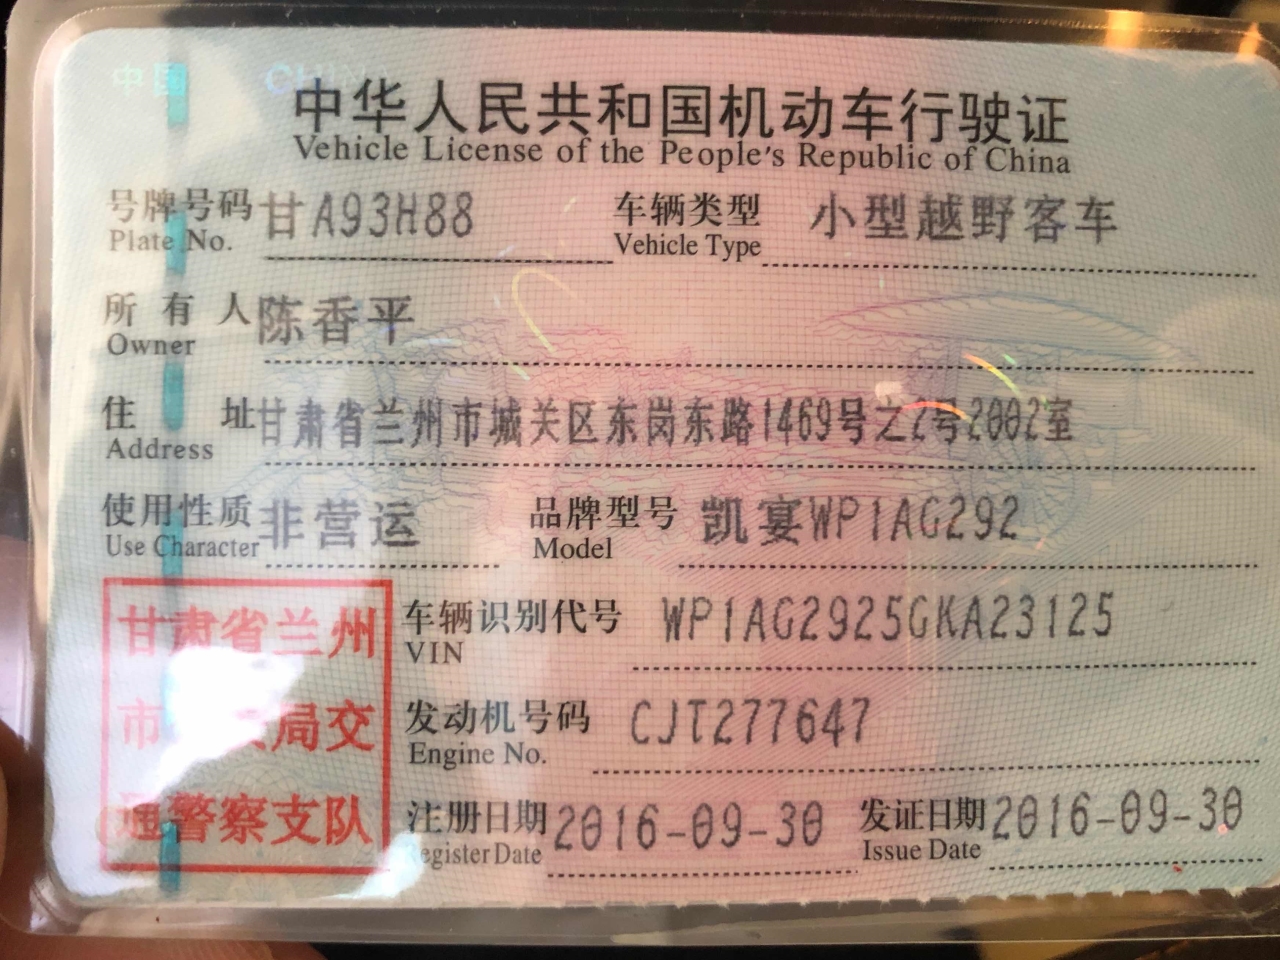 中国 CHINA
中华人民共和国机动车行驶证
Vehicle License of the People's Republic of China
号牌号码 甘A93H88 车辆类型 小型越野客车
Plate No. Vehicle Type
所有人 陈香平
Owner
住址 甘肃省兰州市城关区东岗东路1469号之2号2002室
Address
使用性质 非营运 品牌型号 凯宴WP1AG292
Use Character Model
甘肃省兰州
市 局交
通警察支队
车辆识别代号 WP1AG2925GKA23125
VIN
发动机号码 CJT277647
Engine No.
注册日期 2016-09-30 发证日期 2016-09-30
Register Date Issue Date